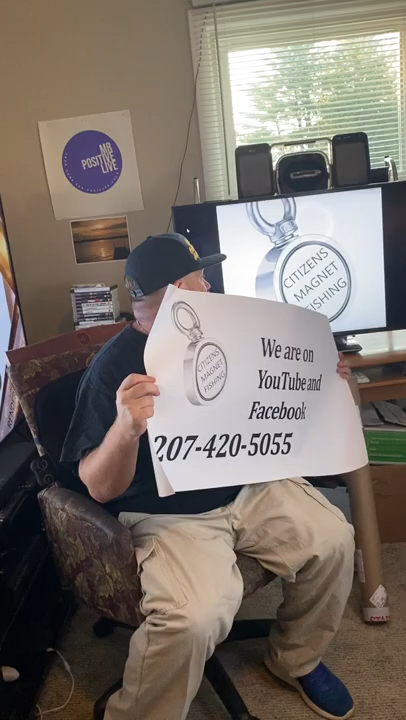 MR
POSITIVE
LIVE
CITIZENS
MAGNET
FISHING
CITIZENS
MAGNET
FISHING
We are on
YouTube and
Facebook
207-420-5055